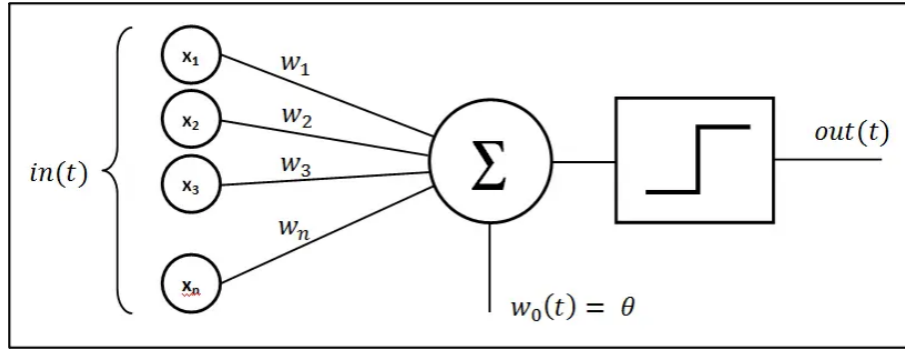 x₁
w₁
x₂
w₂
out(t)
in(t)
x₃
w₃
Σ
wₙ
xₙ
w₀(t) = θ